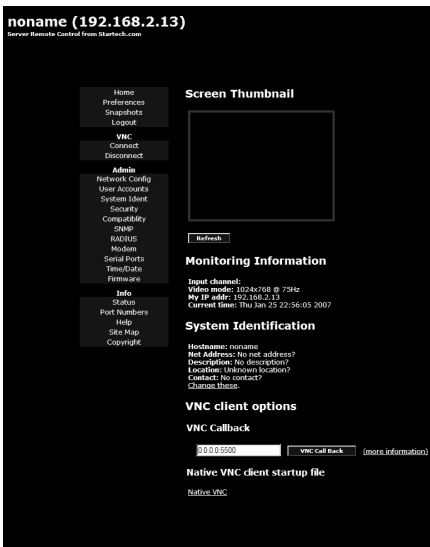 noname (192.168.2.13)
Server Remote Control from Startech.com
Home
Preferences
Snapshots
Logout
VNC
Connect
Disconnect
Admin
Network Config
User Accounts
System Ident
Security
Compatiblity
SNMP
RADIUS
Modem
Serial Ports
Time/Date
Firmware
Info
Status
Port Numbers
Help
Site Map
Copyright
Screen Thumbnail
Refresh
Monitoring Information
Input channel:
Video mode: 1024x768 @ 75Hz
My IP addr: 192.168.2.13
Current time: Thu Jan 25 22:56:05 2007
System Identification
Hostname: noname
Net Address: No net address?
Description: No description?
Location: Unknown location?
Contact: No contact?
Change these.
VNC client options
VNC Callback
0.0.0.0:5500 VNC Call Back (more information)
Native VNC client startup file
Native VNC